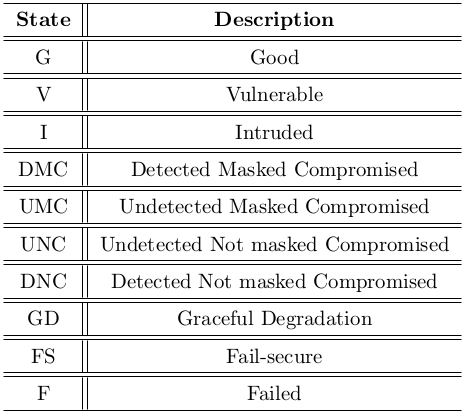 State Description
G Good
V Vulnerable
I Intruded
DMC Detected Masked Compromised
UMC Undetected Masked Compromised
UNC Undetected Not masked Compromised
DNC Detected Not masked Compromised
GD Graceful Degradation
FS Fail-secure
F Failed